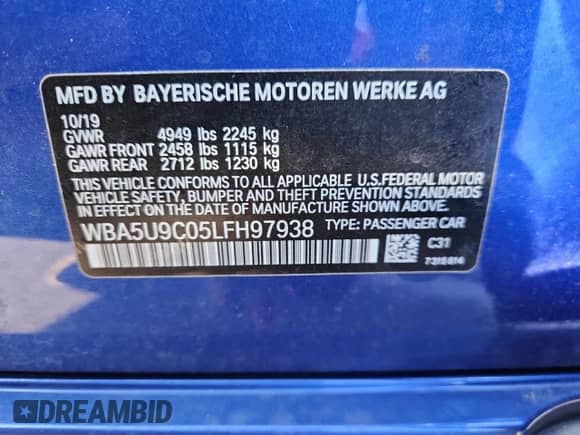 MFD BY BAYERISCHE MOTOREN WERKE AG
10/19
GVWR 4949 lbs 2245 kg
GAWR FRONT 2458 lbs 1115 kg
GAWR REAR 2712 lbs 1230 kg
THIS VEHICLE CONFORMS TO ALL APPLICABLE U.S.FEDERAL MOTOR
VEHICLE SAFETY, BUMPER AND THEFT PREVENTION STANDARDS
IN EFFECT ON THE DATE OF MANUFACTURE SHOWN ABOVE.
WBA5U9C05LFH97938 TYPE: PASSENGER CAR
C31
7315814
DREAMBID